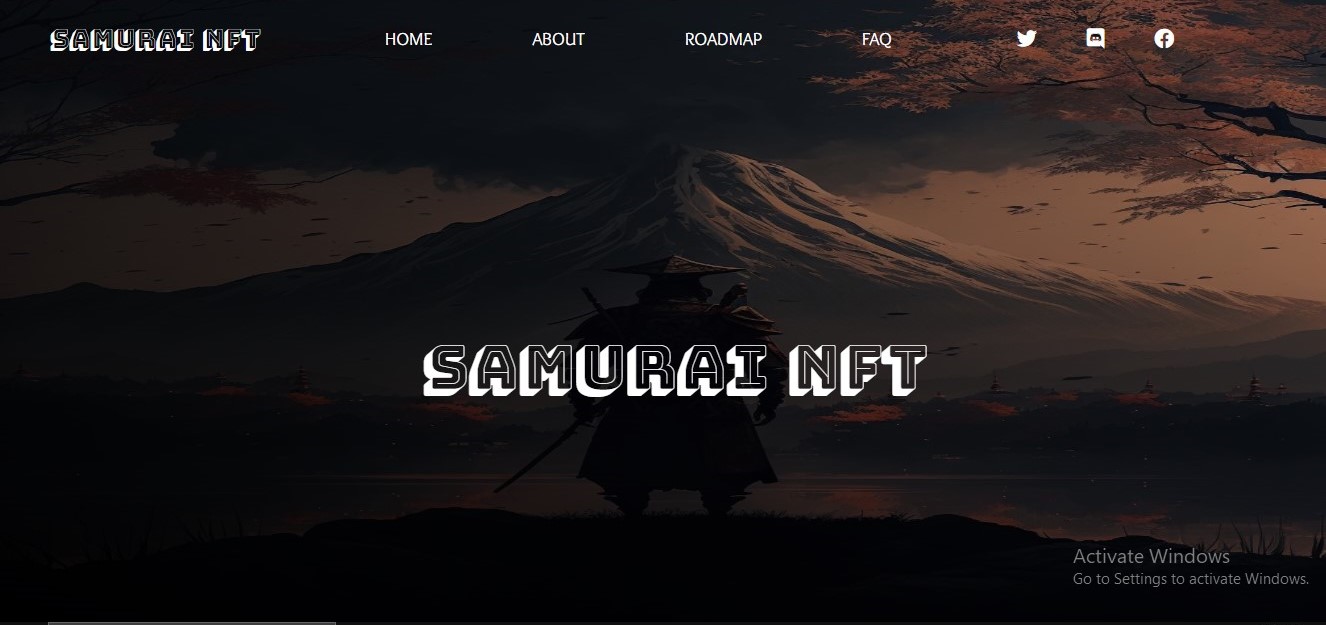 SAMURAI NFT
HOME
ABOUT
ROADMAP
FAQ
SAMURAI NFT
Activate Windows
Go to Settings to activate Windows.